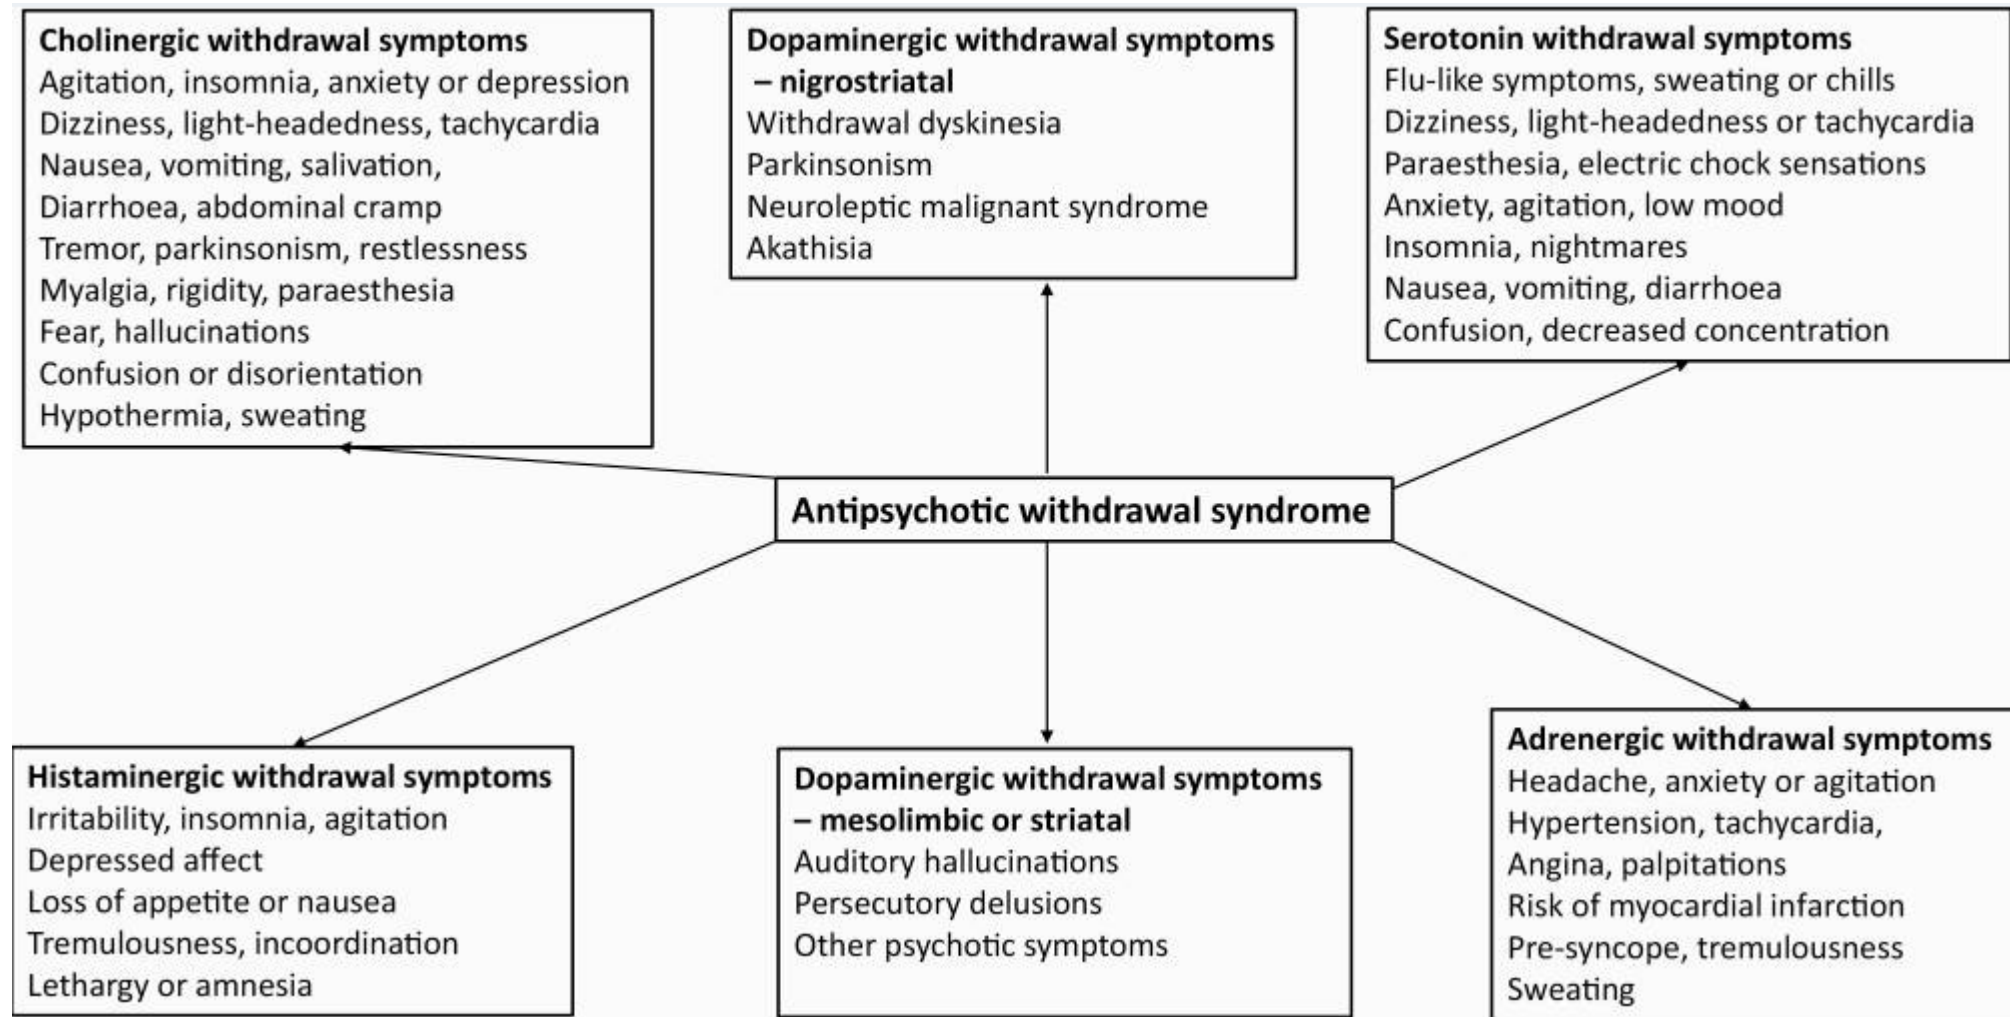 Cholinergic withdrawal symptoms
Agitation, insomnia, anxiety or depression
Dizziness, light-headedness, tachycardia
Nausea, vomiting, salivation,
Diarrhoea, abdominal cramp
Tremor, parkinsonism, restlessness
Myalgia, rigidity, paraesthesia
Fear, hallucinations
Confusion or disorientation
Hypothermia, sweating
Dopaminergic withdrawal symptoms
– nigrostriatal
Withdrawal dyskinesia
Parkinsonism
Neuroleptic malignant syndrome
Akathisia
Serotonin withdrawal symptoms
Flu-like symptoms, sweating or chills
Dizziness, light-headedness or tachycardia
Paraesthesia, electric chock sensations
Anxiety, agitation, low mood
Insomnia, nightmares
Nausea, vomiting, diarrhoea
Confusion, decreased concentration
Antipsychotic withdrawal syndrome
Histaminergic withdrawal symptoms
Irritability, insomnia, agitation
Depressed affect
Loss of appetite or nausea
Tremulousness, incoordination
Lethargy or amnesia
Dopaminergic withdrawal symptoms
– mesolimbic or striatal
Auditory hallucinations
Persecutory delusions
Other psychotic symptoms
Adrenergic withdrawal symptoms
Headache, anxiety or agitation
Hypertension, tachycardia,
Angina, palpitations
Risk of myocardial infarction
Pre-syncope, tremulousness
Sweating